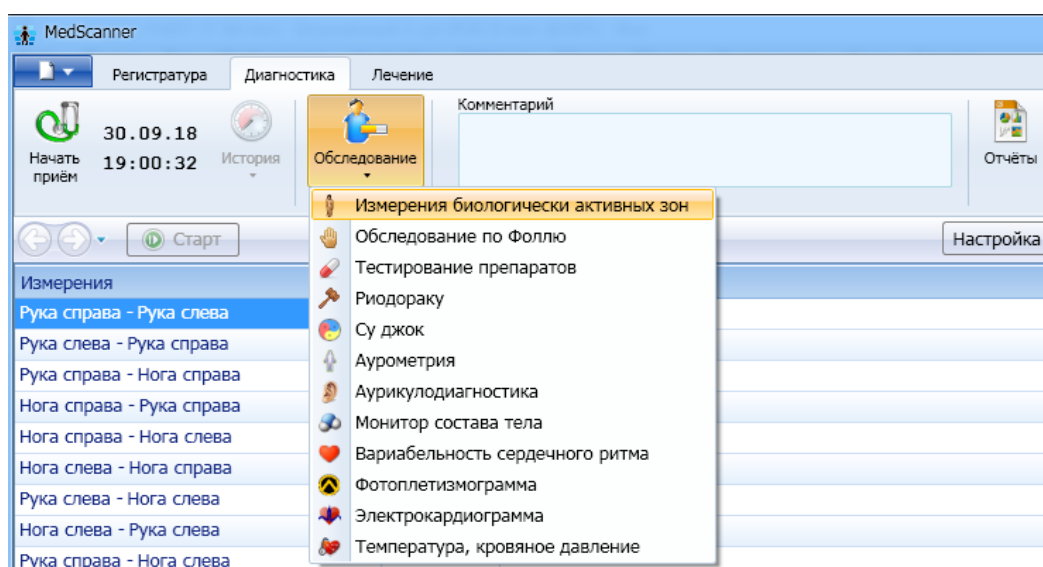 MedScanner
Регистратура Диагностика Лечение
Начать приём
30.09.18
19:00:32
История
Обследование
Комментарий
Отчёты
Измерения биологически активных зон
Обследование по Фоллю
Тестирование препаратов
Риодораку
Су джок
Аурометрия
Аурикулодиагностика
Монитор состава тела
Вариабельность сердечного ритма
Фотоплетизмограмма
Электрокардиограмма
Температура, кровяное давление
Старт
Настройка
Измерения
Рука справа - Рука слева
Рука слева - Рука справа
Рука справа - Нога справа
Нога справа - Рука справа
Нога справа - Нога слева
Нога слева - Нога справа
Рука слева - Нога слева
Нога слева - Рука слева
Рука справа - Нога слева